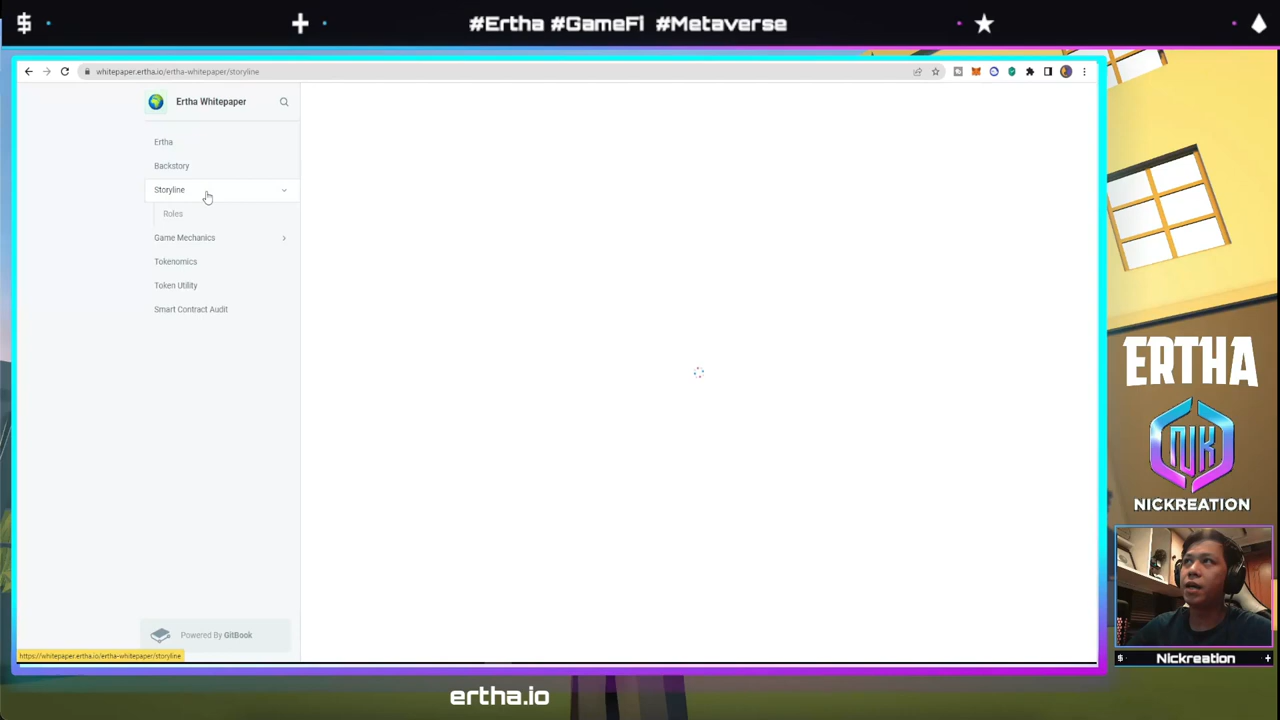 #Ertha #GameFi #Metaverse
whitepaper.ertha.io/ertha-whitepaper/storyline
Ertha Whitepaper
Ertha
Backstory
Storyline
Roles
Game Mechanics
Tokenomics
Token Utility
Smart Contract Audit
Powered By GitBook
https://whitepaper.ertha.io/ertha-whitepaper/storyline
ERTHA
NK
NICKREATION
Nickreation
ertha.io